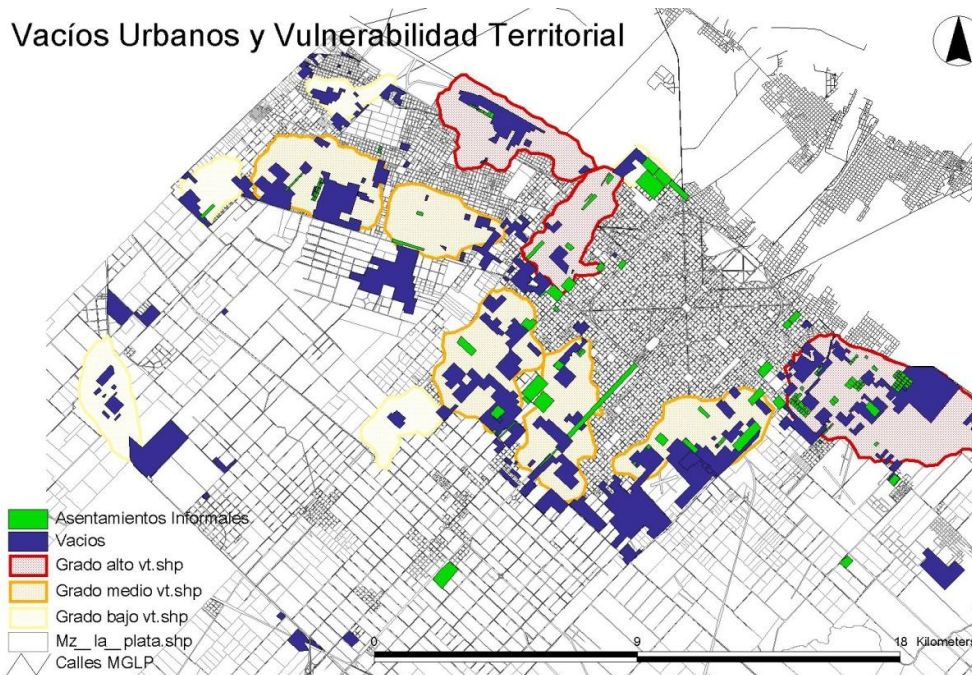 Vacíos Urbanos y Vulnerabilidad Territorial
Asentamientos Informales
Vacios
Grado alto vt.shp
Grado medio vt.shp
Grado bajo vt.shp
Mz__la__plata.shp
Calles MGLP
0 9 18 Kilometers